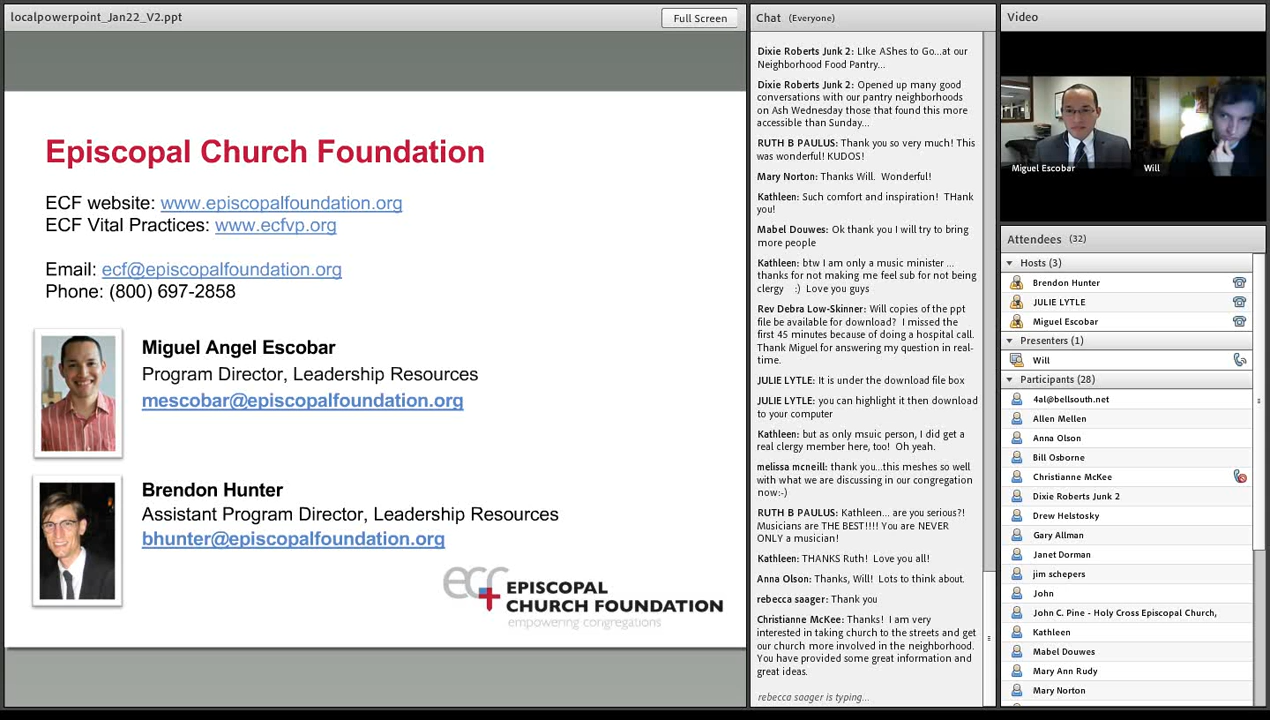 localpowerpoint_Jan22_V2.ppt
Full Screen
Episcopal Church Foundation
ECF website: www.episcopalfoundation.org
ECF Vital Practices: www.ecfvp.org
Email: ecf@episcopalfoundation.org
Phone: (800) 697-2858
Miguel Angel Escobar
Program Director, Leadership Resources
mescobar@episcopalfoundation.org
Brendon Hunter
Assistant Program Director, Leadership Resources
bhunter@episcopalfoundation.org
ecf EPISCOPAL
CHURCH FOUNDATION
empowering congregations
Chat (Everyone)
Dixie Roberts Junk 2: LIke AShes to Go...at our
Neighborhood Food Pantry...
Dixie Roberts Junk 2: Opened up many good
conversations with our pantry neighborhoods
on Ash Wednesday those that found this more
accessible than Sunday...
RUTH B PAULUS: Thank you so very much! This
was wonderful! KUDOS!
Mary Norton: Thanks Will.  Wonderful!
Kathleen: Such comfort and inspiration!  THank
you!
Mabel Douwes: Ok thank you I will try to bring
more people
Kathleen: btw I am only a music minister ...
thanks for not making me feel sub for not being
clergy    :)  Love you guys
Rev Debra Low-Skinner: Will copies of the ppt
file be available for download?  I missed the
first 45 minutes because of doing a hospital call.
Thank Miguel for answering my question in real-
time.
JULIE LYTLE: It is under the download file box
JULIE LYTLE: you can highlight it then download
to your computer
Kathleen: but as only msuic person, I did get a
real clergy member here, too!  Oh yeah.
melissa mcneill: thank you...this meshes so well
with what we are discussing in our congregation
now:-)
RUTH B PAULUS: Kathleen... are you serious?!
Musicians are THE BEST!!!! You are NEVER
ONLY a musician!
Kathleen: THANKS Ruth!  Love you all!
Anna Olson: Thanks, Will!  Lots to think about.
rebecca saager: Thank you
Christianne McKee: Thanks!  I am very
interested in taking church to the streets and get
our church more involved in the neighborhood.
You have provided some great information and
great ideas.
rebecca saager is typing...
Video
Miguel Escobar
Will
Attendees (32)
Hosts (3)
Brendon Hunter
JULIE LYTLE
Miguel Escobar
Presenters (1)
Will
Participants (28)
4al@bellsouth.net
Allen Mellen
Anna Olson
Bill Osborne
Christianne McKee
Dixie Roberts Junk 2
Drew Helstosky
Gary Allman
Janet Dorman
jim schepers
John
John C. Pine - Holy Cross Episcopal Church,
Kathleen
Mabel Douwes
Mary Ann Rudy
Mary Norton